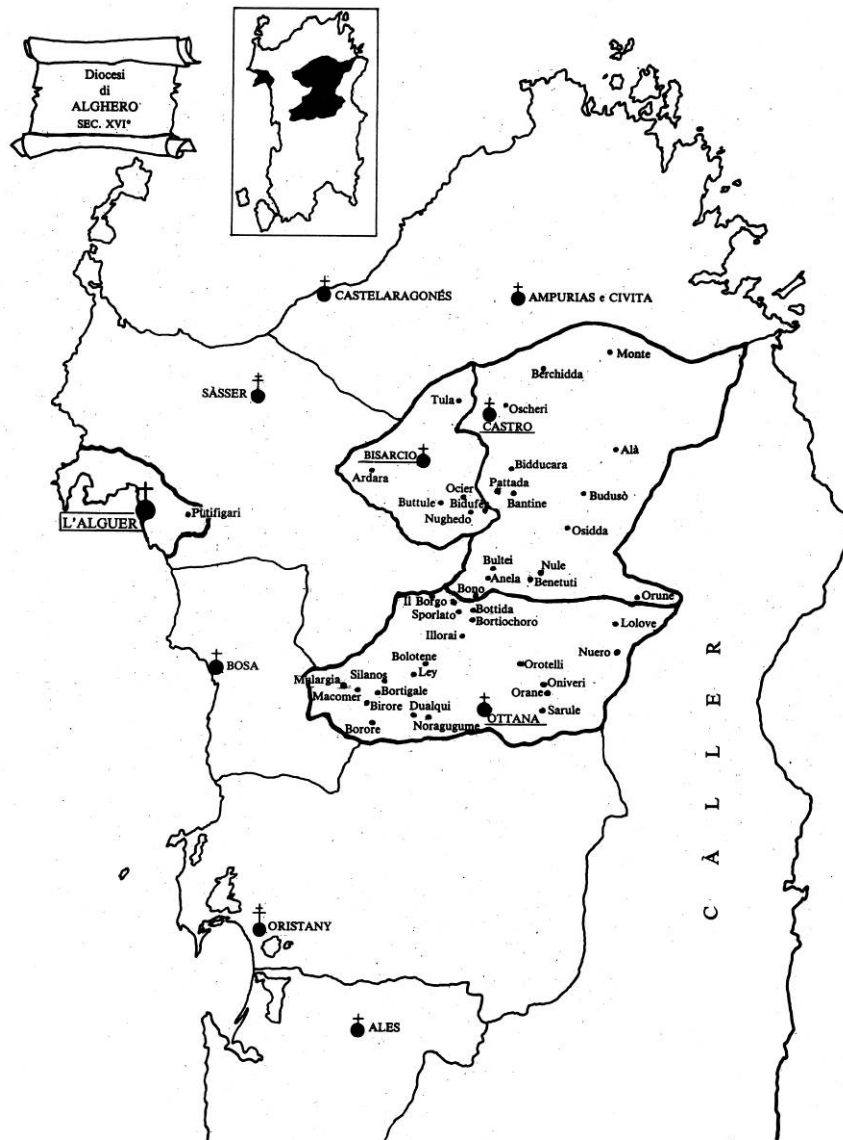 Diocesi
di
ALGHERO
SEC. XVI°
CASTELARAGONÉS
AMPURIAS e CIVITA
Monte
Berchidda
SÀSSER
Tula
Oscheri
CASTRO
BISARCIO
Alà
Ardara
Bidducara
Pattada
Ocier
Bantine
Budusò
Buttule
Bidufè
L'ALGUER
Putifigari
Nughedo
Osidda
Bultei
Nule
Anela
Benetuti
Bono
Orune
Il Borgo
Bottida
Sporlato
Bortiochoro
Lolove
Illorai
Nuero
BOSA
Bolotene
Orotelli
Ley
Silanos
Mulargia
Oniveri
Macomer
Bortigale
Orane
Birore
Dualqui
OTTANA
Sarule
Borore
Noragugume
CÀLLER
ORISTANY
ALES